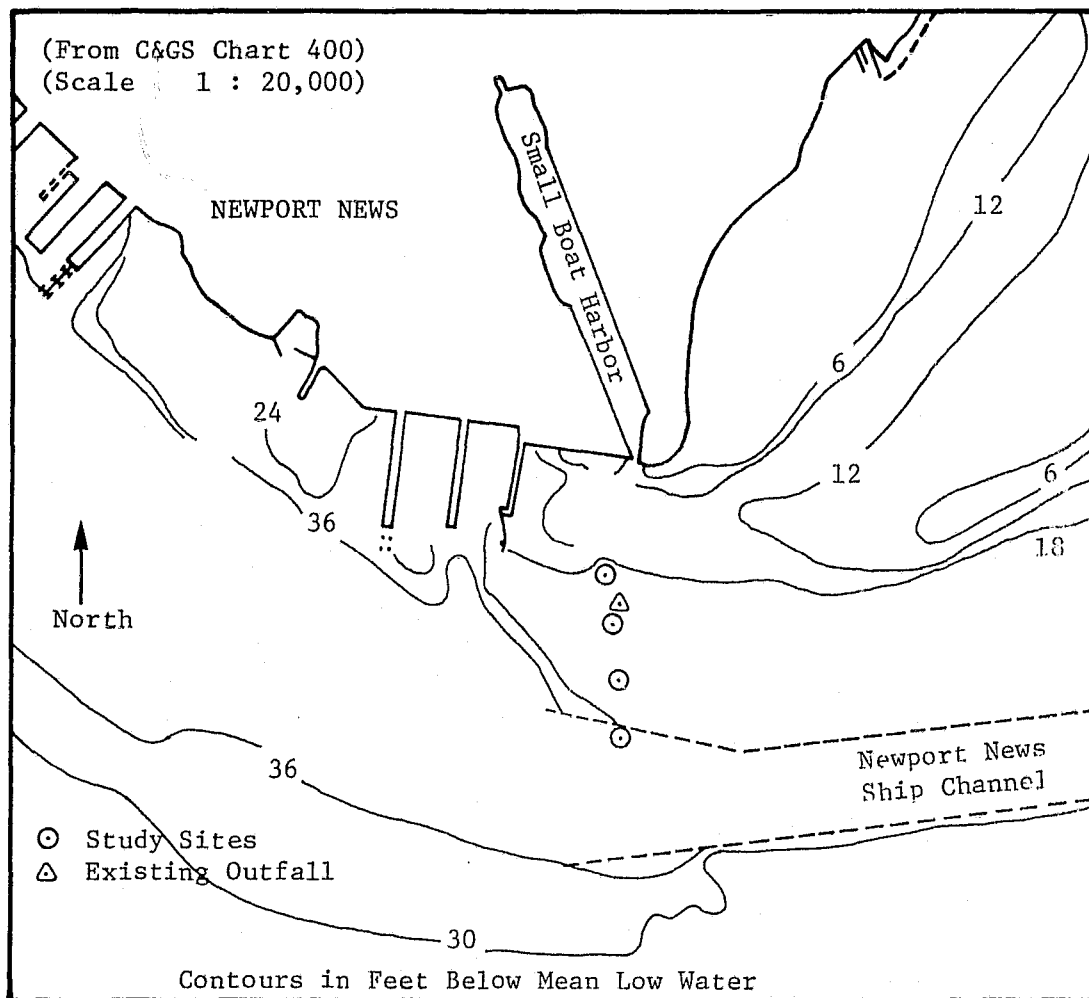 (From C&GS Chart 400)
(Scale 1 : 20,000)
NEWPORT NEWS
Small Boat Harbor
12
6
24
12
6
36
18
North
Newport News
Ship Channel
36
Study Sites
Existing Outfall
30
Contours in Feet Below Mean Low Water